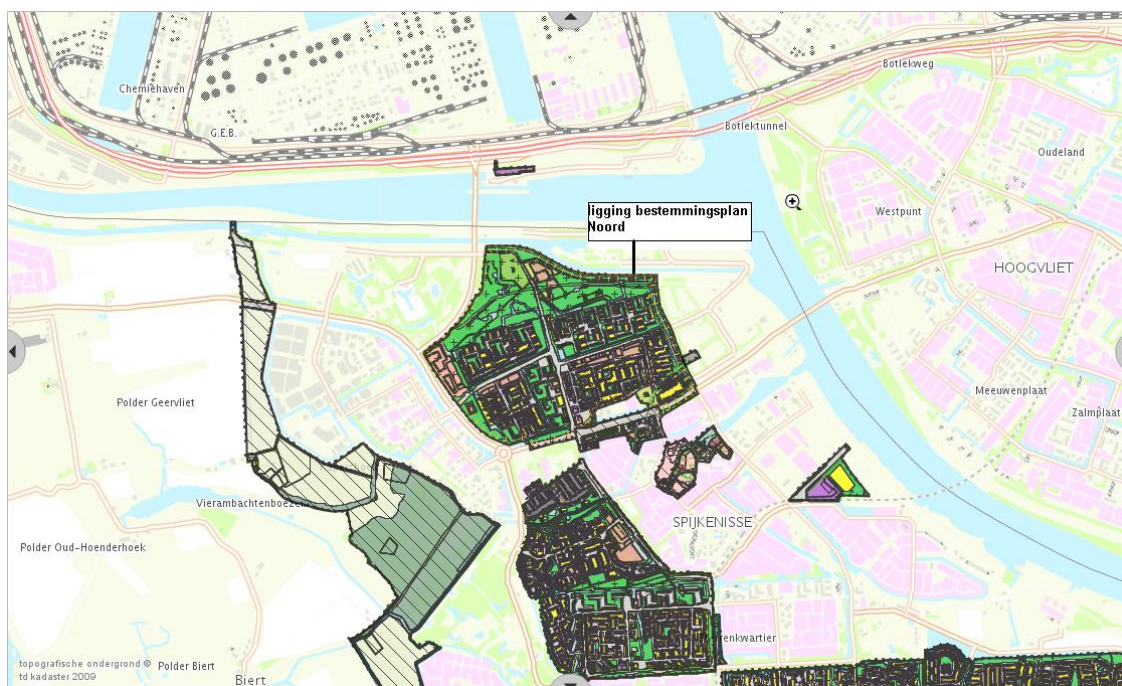 Chemiehaven
G.E.B.
Botlekweg
Botlektunnel
Oudeland
Westpunt
ligging bestemmingsplan
Noord
HOOGVLIET
Meeuwenplaat
Zalmplaat
Polder Geervliet
Vierambachtenboeze
SPIJKENISSE
Polder Oud-Hoenderhoek
renkwartier
topografische ondergrond ©
td kadaster 2009
Polder Biert
Biert